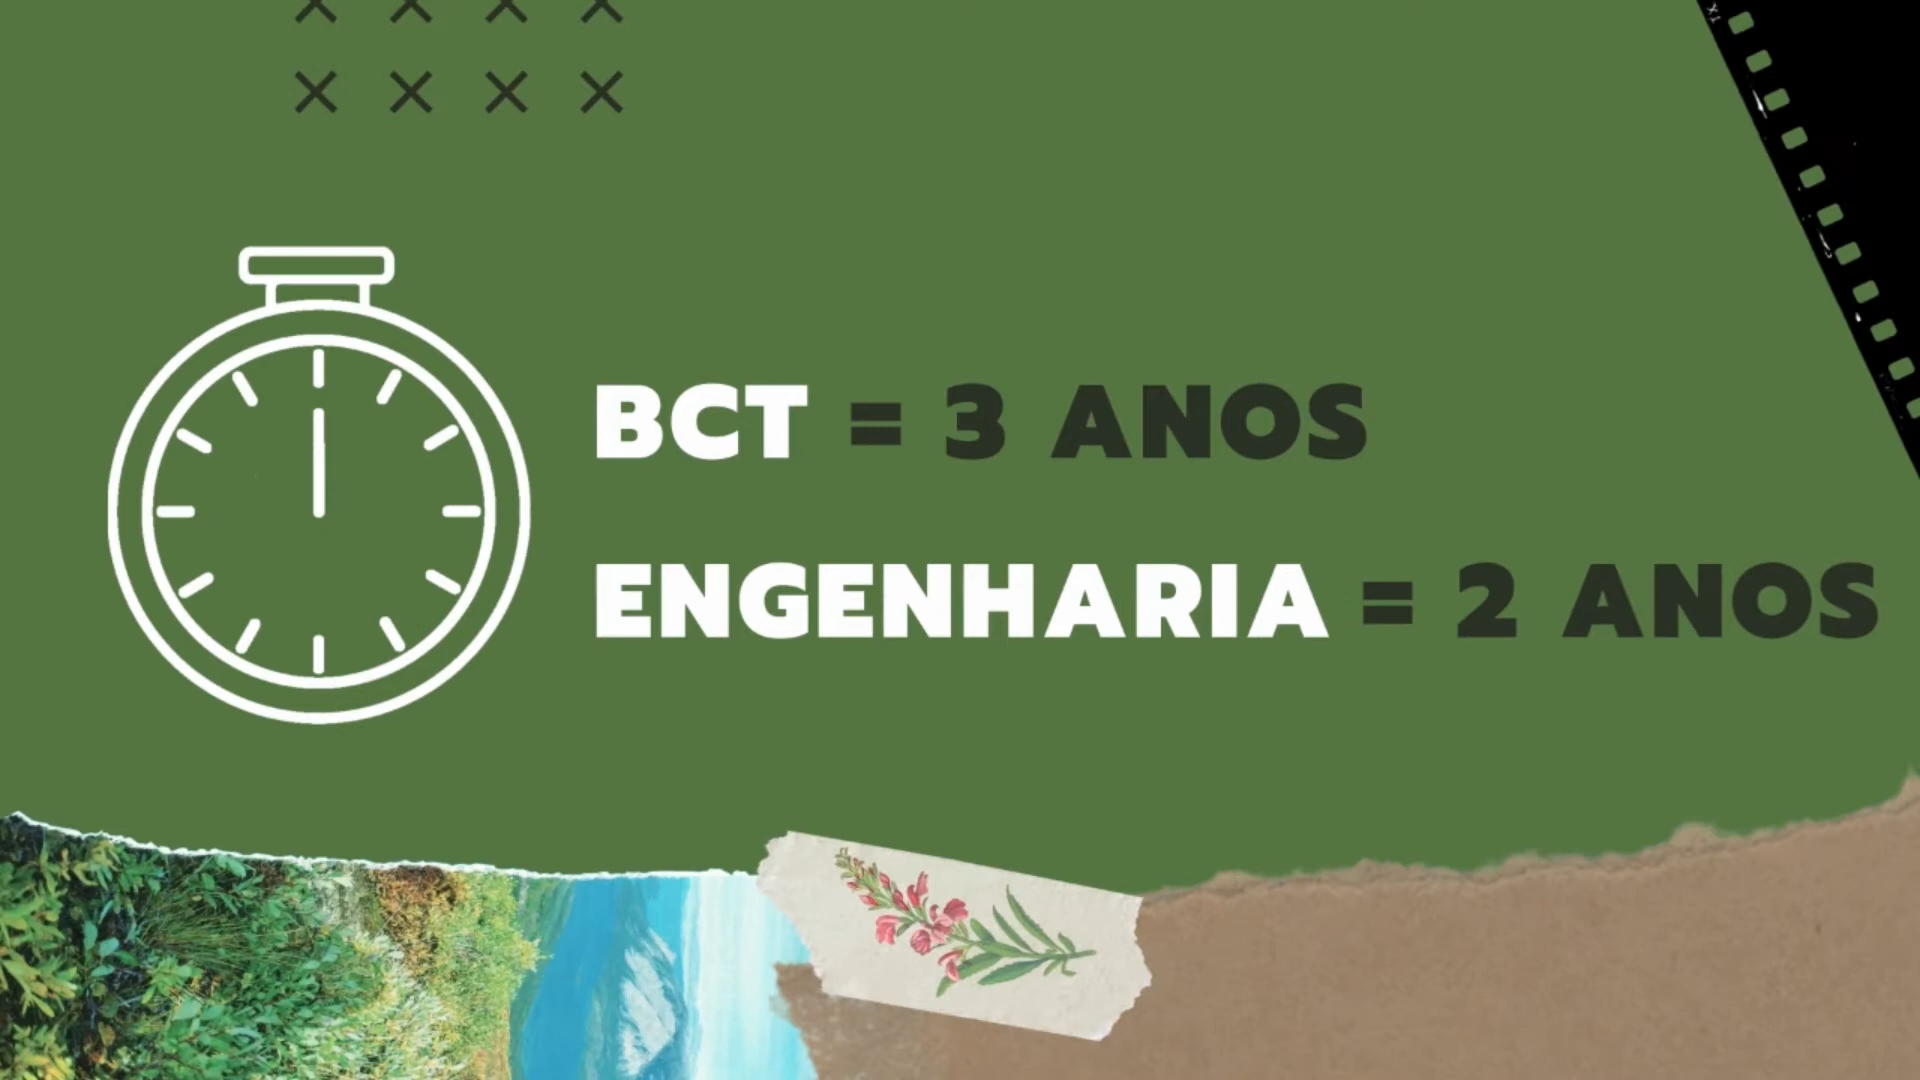 BCT = 3 ANOS
ENGENHARIA = 2 ANOS